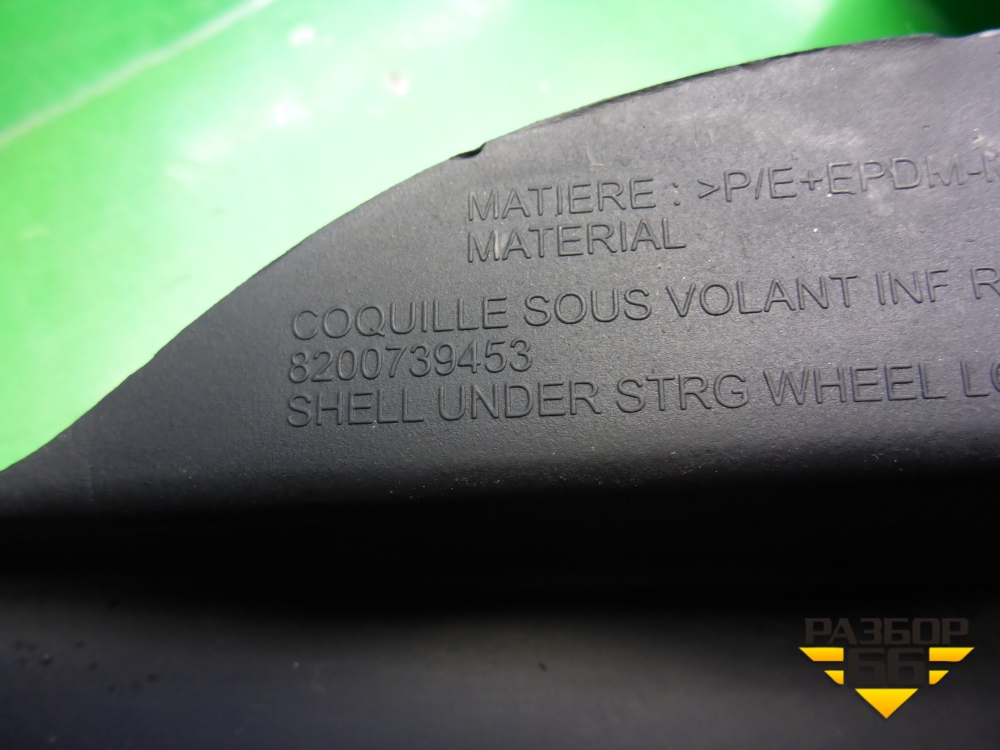 MATIERE : >P/E+EPDM-
MATERIAL
COQUILLE SOUS VOLANT INF R
8200739453
SHELL UNDER STRG WHEEL L
РАЗБОР
66